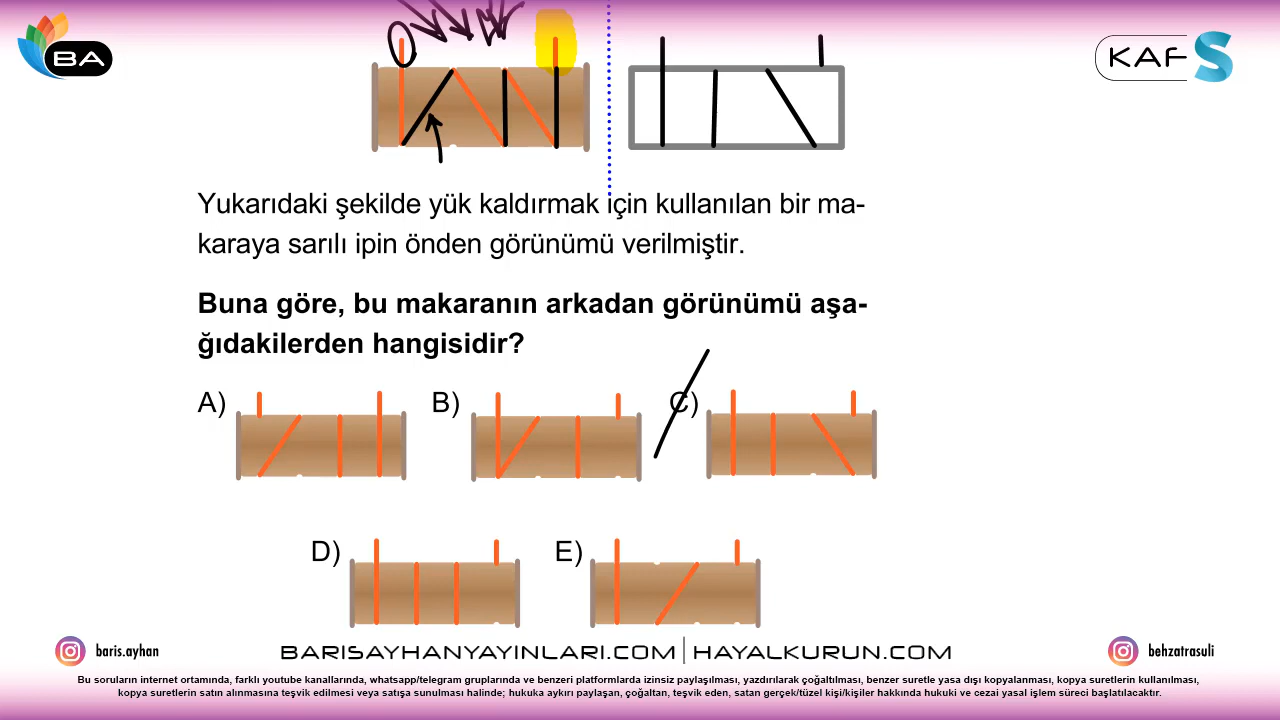 BA
KAF S
Yukarıdaki şekilde yük kaldırmak için kullanılan bir ma-
karaya sarılı ipin önden görünümü verilmiştir.
Buna göre, bu makaranın arkadan görünümü aşa-
ğıdakilerden hangisidir?
A)
B)
C)
D)
E)
baris.ayhan
BARISAYHANYAYINLARI.COM | HAYALKURUN.COM
behzatrasuli
Bu soruların internet ortamında, farklı youtube kanallarında, whatsapp/telegram gruplarında ve benzeri platformlarda izinsiz paylaşılması, yazdırılarak çoğaltılması, benzer suretle yasa dışı kopyalanması, kopya suretlerin kullanılması,
kopya suretlerin satın alınmasına teşvik edilmesi veya satışa sunulması halinde; hukuka aykırı paylaşan, çoğaltan, teşvik eden, satan gerçek/tüzel kişi/kişiler hakkında hukuki ve cezai yasal işlem süreci başlatılacaktır.